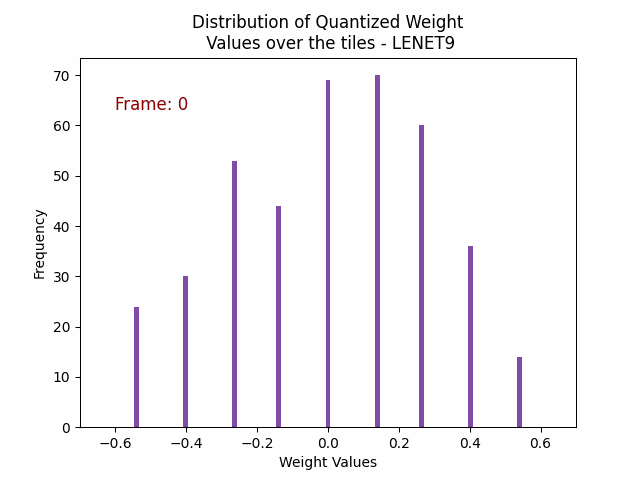 Distribution of Quantized Weight
Values over the tiles - LENET9
Frame: 0
70
60
50
40
30
20
10
0
Frequency
−0.6 −0.4 −0.2 0.0 0.2 0.4 0.6
Weight Values